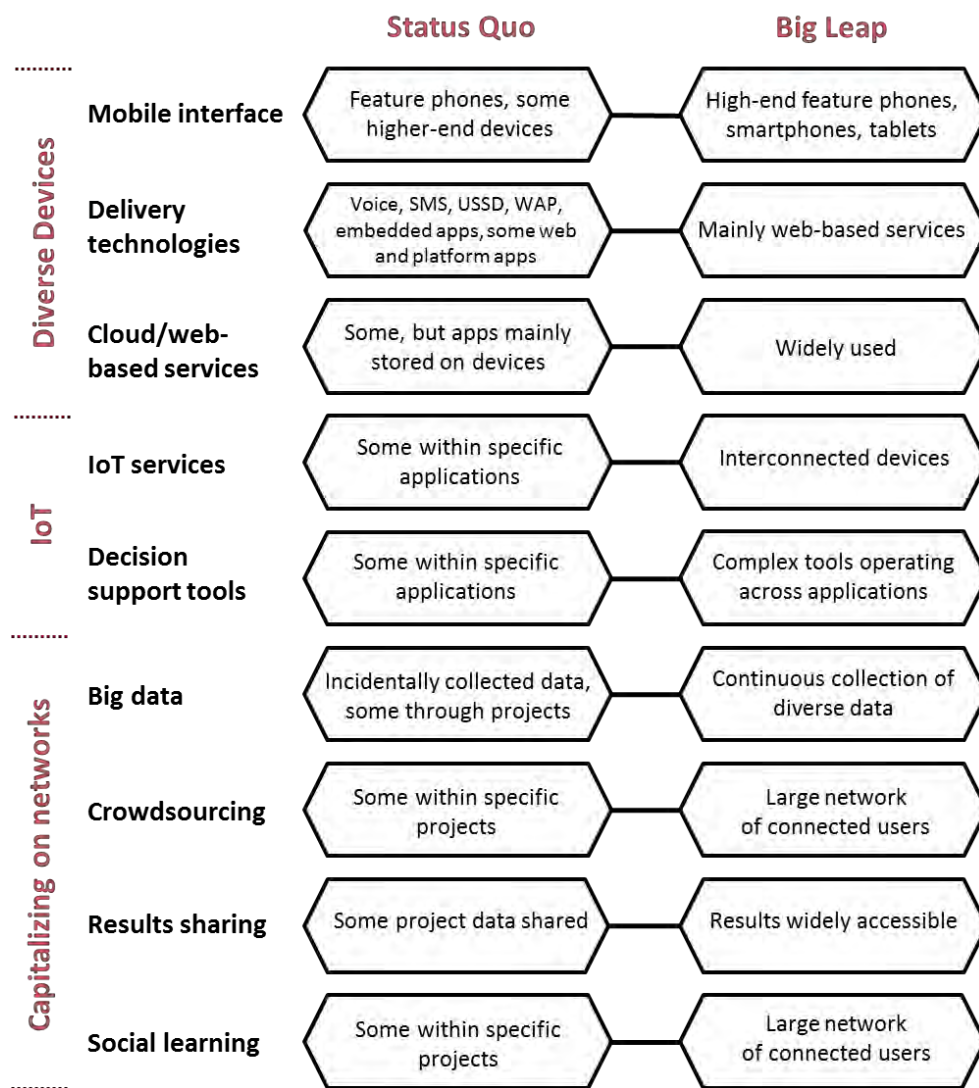 Status Quo
Big Leap
Diverse Devices
Mobile interface
Feature phones, some
higher-end devices
High-end feature phones,
smartphones, tablets
Delivery
technologies
Voice, SMS, USSD, WAP,
embedded apps, some web
and platform apps
Mainly web-based services
Cloud/web-
based services
Some, but apps mainly
stored on devices
Widely used
IoT
IoT services
Some within specific
applications
Interconnected devices
Decision
support tools
Some within specific
applications
Complex tools operating
across applications
Capitalizing on networks
Big data
Incidentally collected data,
some through projects
Continuous collection of
diverse data
Crowdsourcing
Some within specific
projects
Large network
of connected users
Results sharing
Some project data shared
Results widely accessible
Social learning
Some within specific
projects
Large network
of connected users